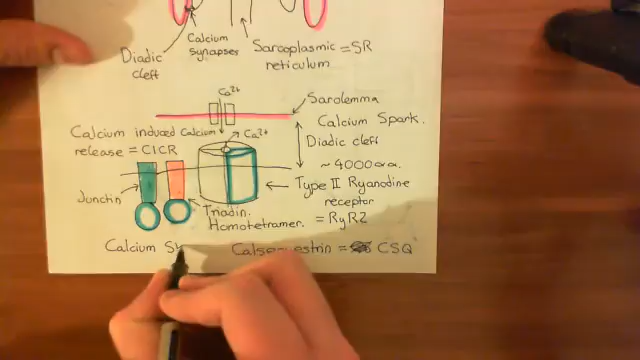 Diadic
cleft
Calcium
synapses
Sarcoplasmic = SR
reticulum
Ca2+
Sarolemma
Calcium Spark.
Calcium induced Calcium
release = CICR
Ca2+
Diadic cleft
~4000
Junctin
Type II Ryanodine
receptor
= RyR2
Triadin.
Homotetramer.
Calcium
Calsequestrin = CSQ